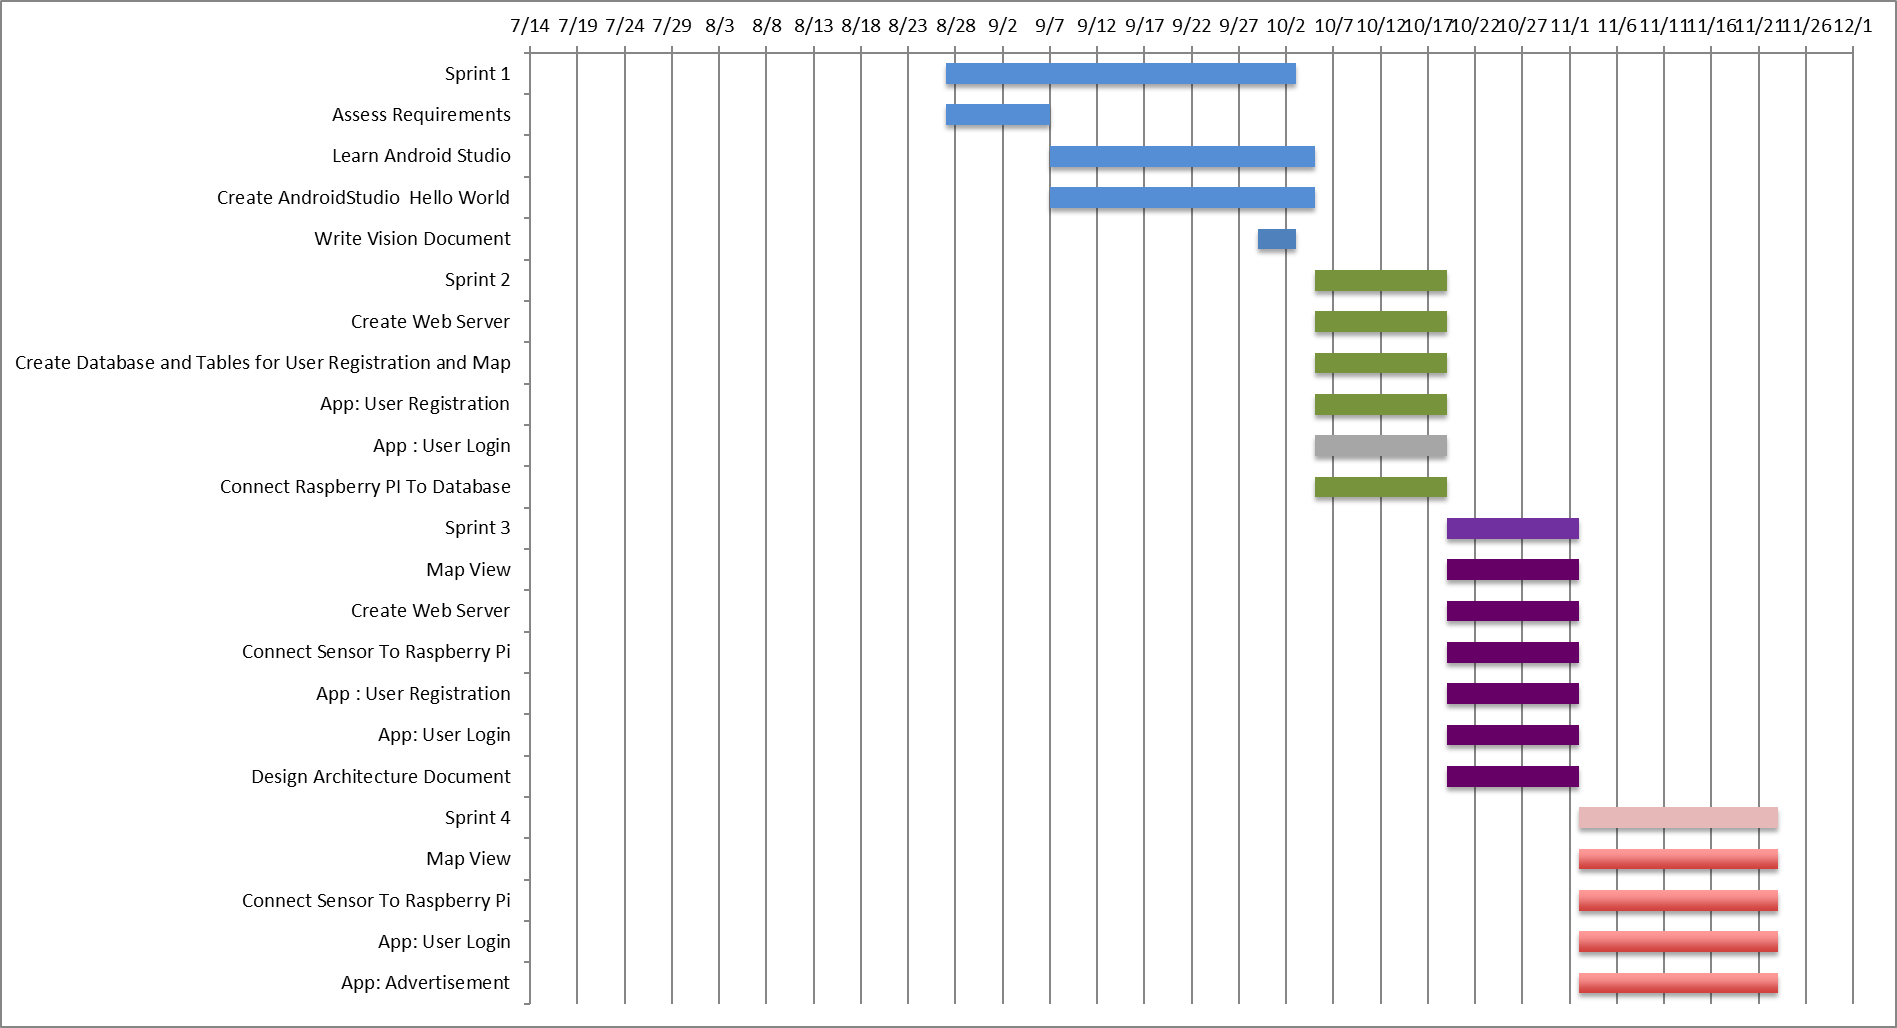 7/14 7/19 7/24 7/29 8/3 8/8 8/13 8/18 8/23 8/28 9/2 9/7 9/12 9/17 9/22 9/27 10/2 10/7 10/12 10/17 10/22 10/27 11/1 11/6 11/11 11/16 11/21 11/26 12/1
Sprint 1
Assess Requirements
Learn Android Studio
Create AndroidStudio  Hello World
Write Vision Document
Sprint 2
Create Web Server
Create Database and Tables for User Registration and Map
App: User Registration
App : User Login
Connect Raspberry PI To Database
Sprint 3
Map View
Create Web Server
Connect Sensor To Raspberry Pi
App : User Registration
App: User Login
Design Architecture Document
Sprint 4
Map View
Connect Sensor To Raspberry Pi
App: User Login
App: Advertisement